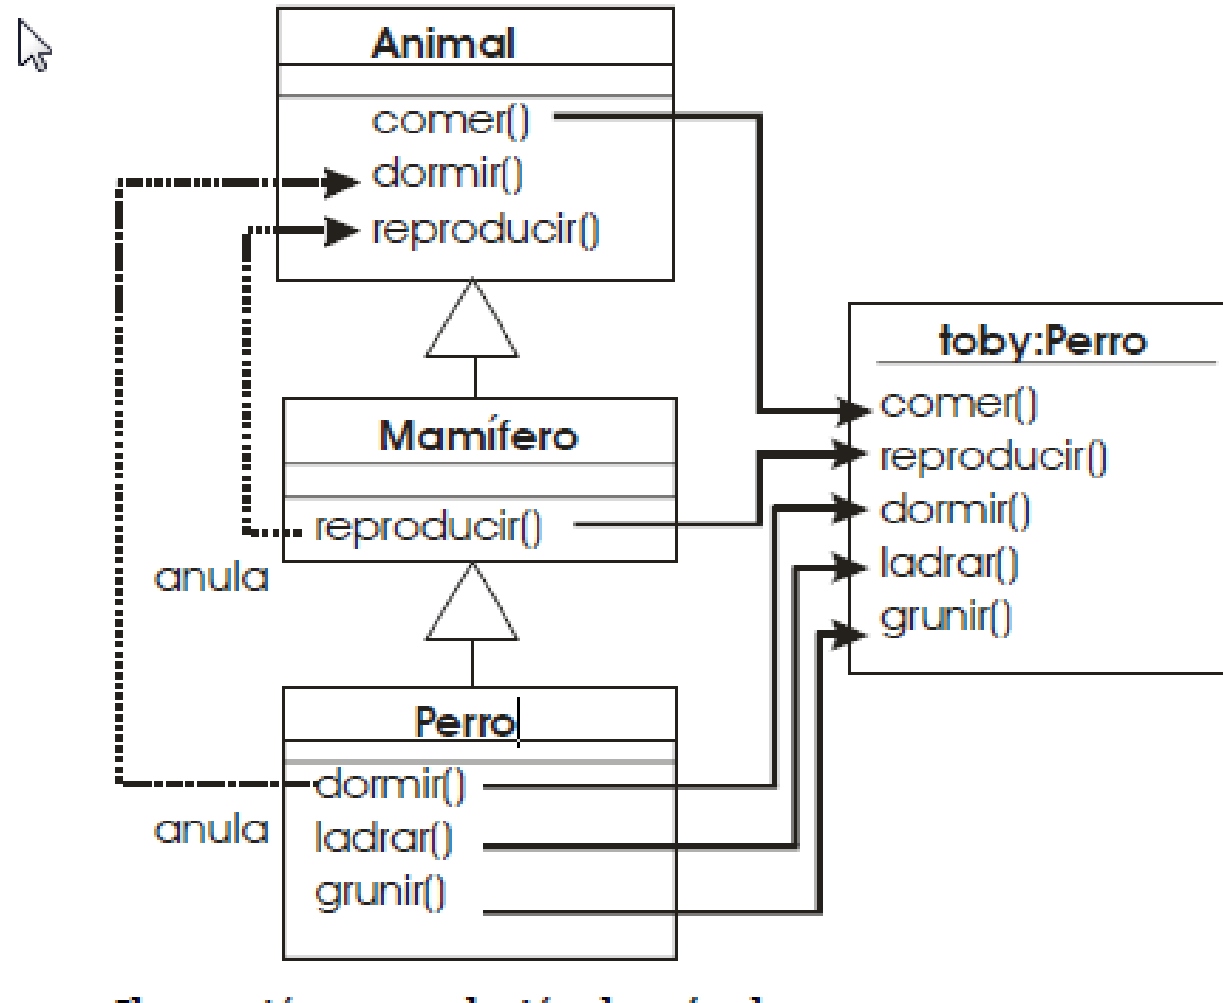 Animal
comer()
dormir()
reproducir()
toby:Perro
comer()
reproducir()
dormir()
ladrar()
grunir()
Mamífero
reproducir()
anula
Perro
dormir()
ladrar()
grunir()
anula